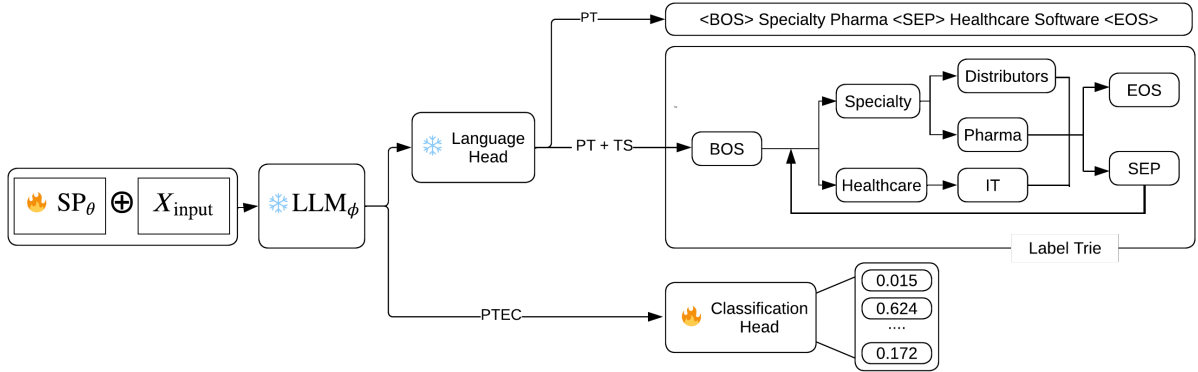 PT
<BOS> Specialty Pharma <SEP> Healthcare Software <EOS>
SPθ ⊕ Xinput
LLMϕ
Language
Head
PT + TS
BOS
Specialty
Healthcare
Distributors
Pharma
IT
EOS
SEP
Label Trie
PTEC
Classification
Head
0.015
0.624
....
0.172